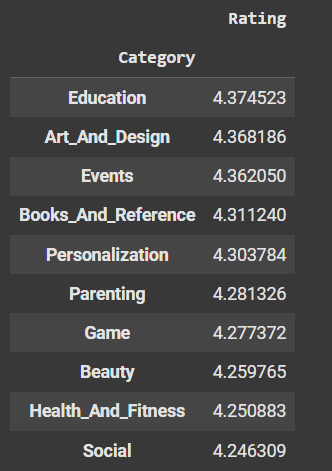 Rating
Category
Education 4.374523
Art_And_Design 4.368186
Events 4.362050
Books_And_Reference 4.311240
Personalization 4.303784
Parenting 4.281326
Game 4.277372
Beauty 4.259765
Health_And_Fitness 4.250883
Social 4.246309